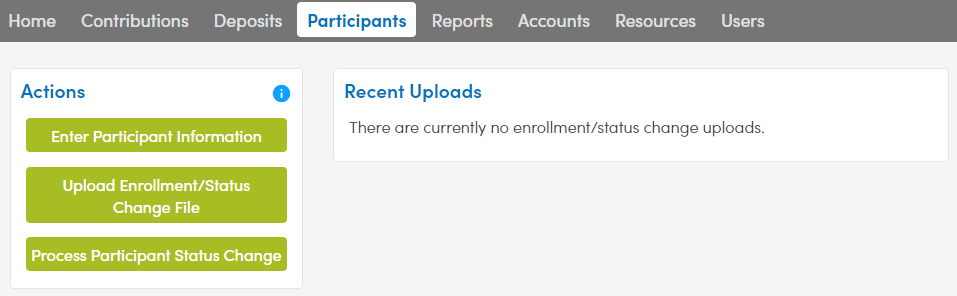 Home Contributions Deposits Participants Reports Accounts Resources Users
Actions
Enter Participant Information
Upload Enrollment/Status
Change File
Process Participant Status Change
Recent Uploads
There are currently no enrollment/status change uploads.